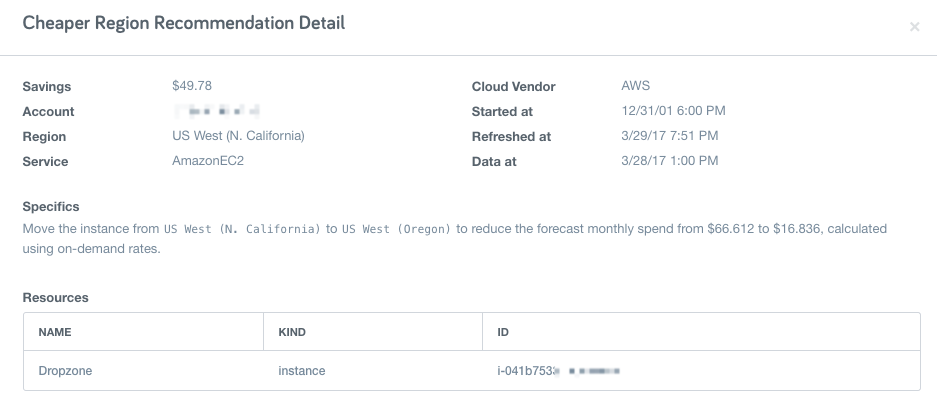 Cheaper Region Recommendation Detail
×
Savings $49.78
Account
Region US West (N. California)
Service AmazonEC2
Cloud Vendor AWS
Started at 12/31/01 6:00 PM
Refreshed at 3/29/17 7:51 PM
Data at 3/28/17 1:00 PM
Specifics
Move the instance from US West (N. California) to US West (Oregon) to reduce the forecast monthly spend from $66.612 to $16.836, calculated
using on-demand rates.
Resources
NAME KIND ID
Dropzone instance i-041b753